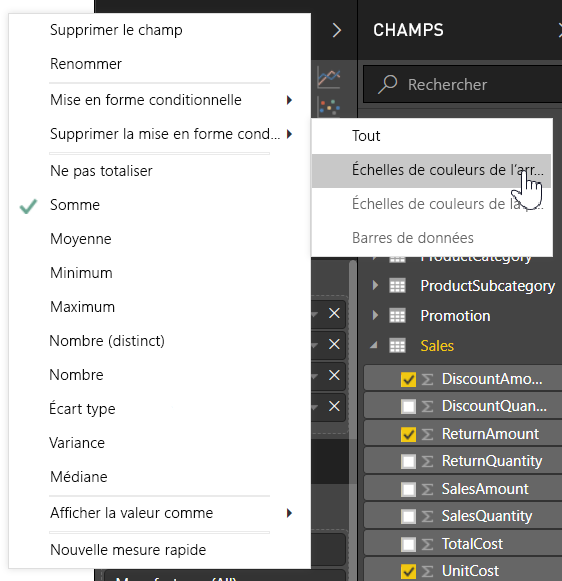 Supprimer le champ
Renommer
Mise en forme conditionnelle
Supprimer la mise en forme cond...
Ne pas totaliser
Somme
Moyenne
Minimum
Maximum
Nombre (distinct)
Nombre
Écart type
Variance
Médiane
Afficher la valeur comme
Nouvelle mesure rapide
Tout
Échelles de couleurs de l’arr...
Échelles de couleurs de la
Barres de données
CHAMPS
Rechercher
ProductCategory
ProductSubcategory
Promotion
Sales
DiscountAmo...
DiscountQuan...
ReturnAmount
ReturnQuantity
SalesAmount
SalesQuantity
TotalCost
UnitCost
(All)